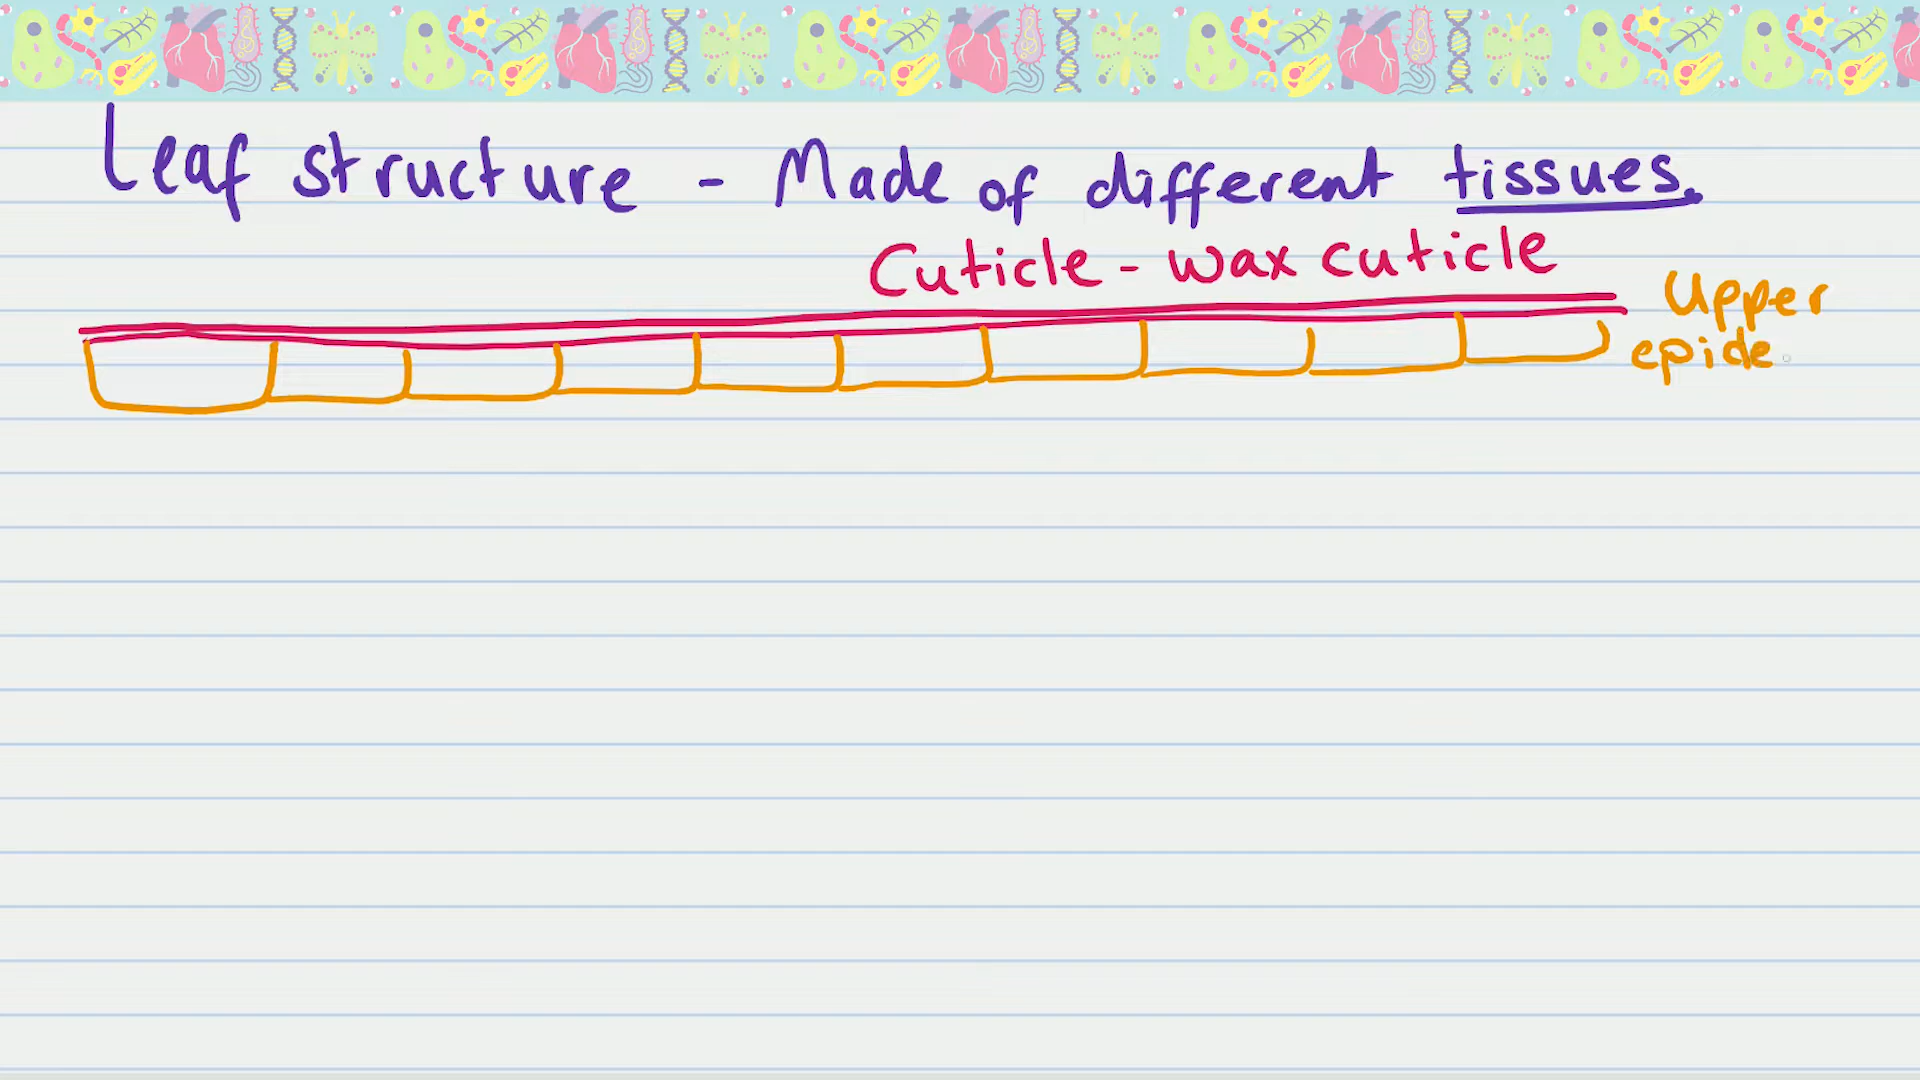 Leaf structure - Made of different tissues.
Cuticle - wax cuticle
Upper
epide